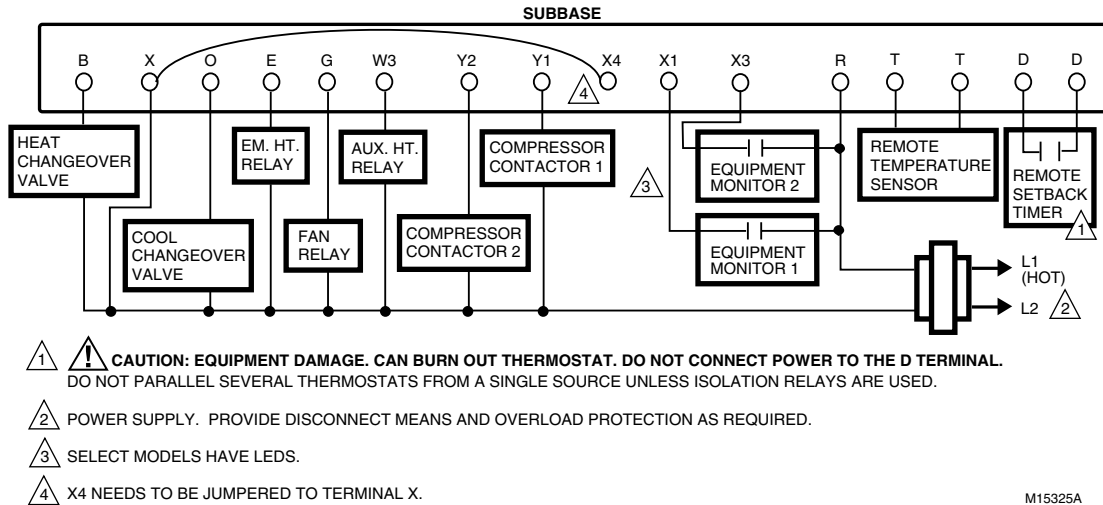 SUBBASE
B X O E G W3 Y2 Y1 X4 X1 X3 R T T D D
4
HEAT
CHANGEOVER
VALVE
EM. HT.
RELAY
AUX. HT.
RELAY
COMPRESSOR
CONTACTOR 1
3
EQUIPMENT
MONITOR 2
REMOTE
TEMPERATURE
SENSOR
REMOTE
SETBACK
TIMER
1
COOL
CHANGEOVER
VALVE
FAN
RELAY
COMPRESSOR
CONTACTOR 2
EQUIPMENT
MONITOR 1
L1
(HOT)
L2 2
1 ! CAUTION: EQUIPMENT DAMAGE. CAN BURN OUT THERMOSTAT. DO NOT CONNECT POWER TO THE D TERMINAL.
DO NOT PARALLEL SEVERAL THERMOSTATS FROM A SINGLE SOURCE UNLESS ISOLATION RELAYS ARE USED.
2 POWER SUPPLY. PROVIDE DISCONNECT MEANS AND OVERLOAD PROTECTION AS REQUIRED.
3 SELECT MODELS HAVE LEDS.
4 X4 NEEDS TO BE JUMPERED TO TERMINAL X.
M15325A